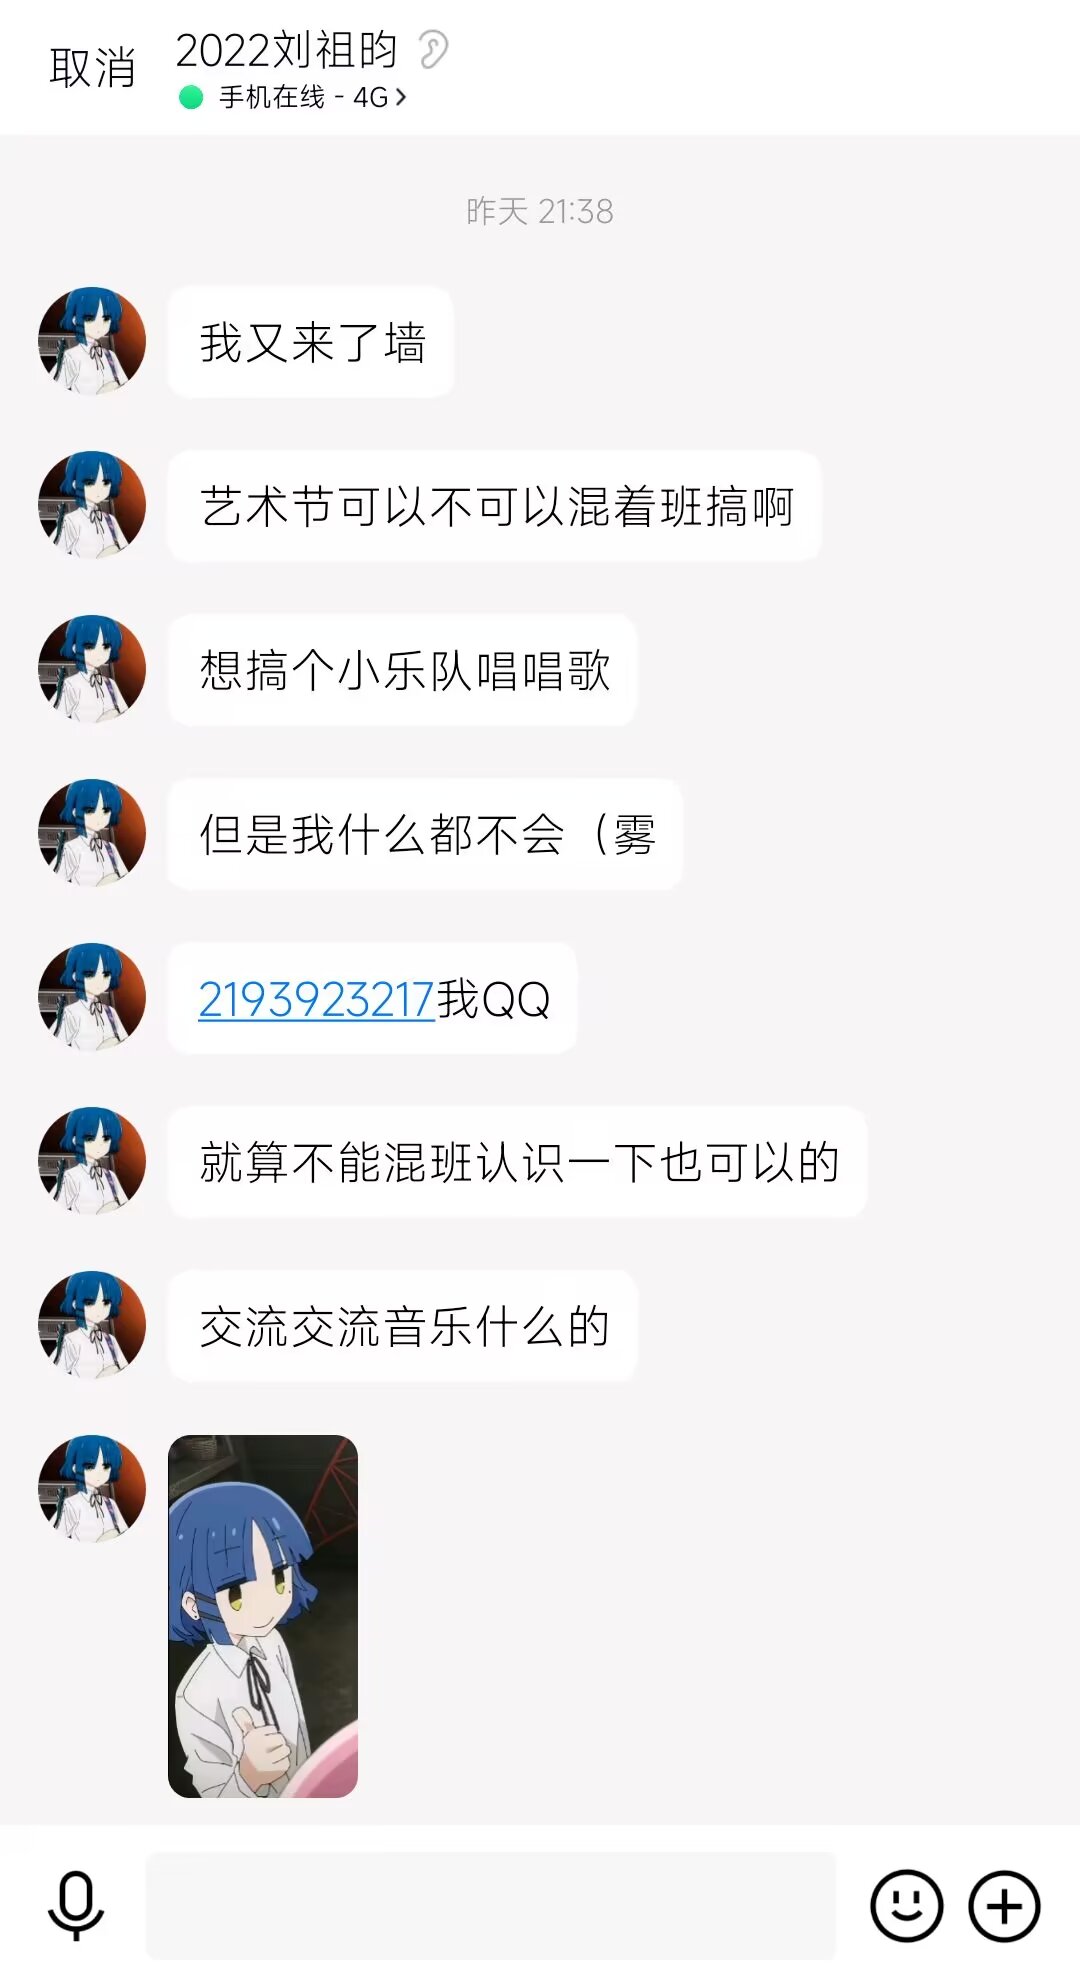 取消
2022刘祖昀
手机在线 - 4G
昨天 21:38
我又来了墙
艺术节可以不可以混着班搞啊
想搞个小乐队唱唱歌
但是我什么都不会（雾
2193923217我QQ
就算不能混班认识一下也可以的
交流交流音乐什么的